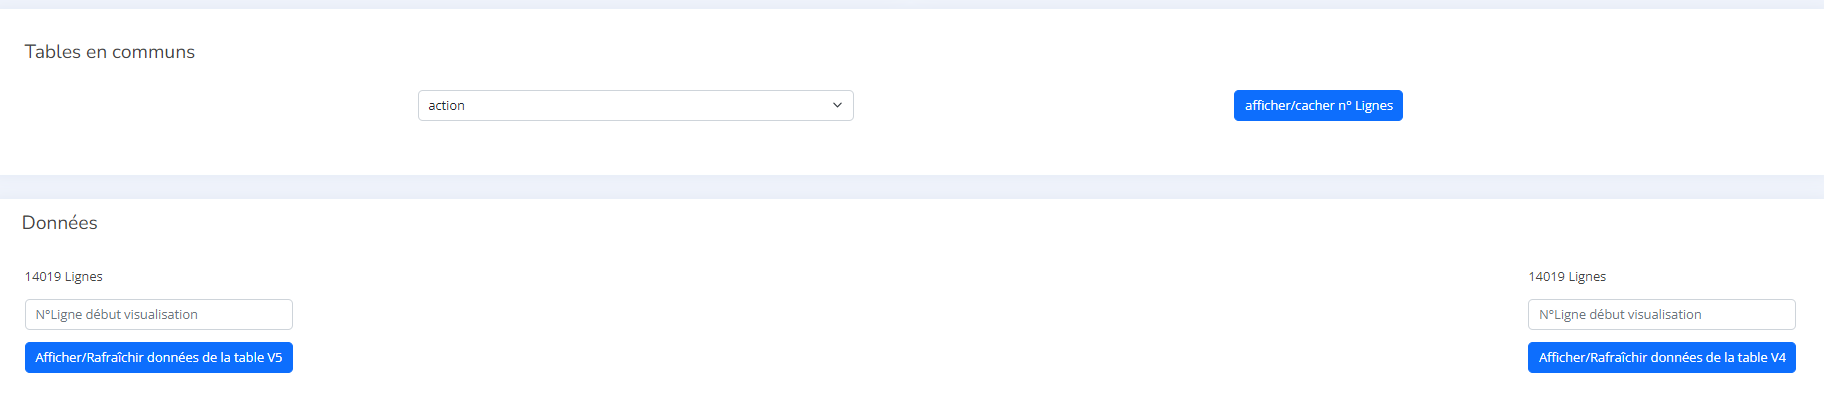 Tables en communs
action
afficher/cacher n° Lignes
Données
14019 Lignes
N°Ligne début visualisation
Afficher/Rafraîchir données de la table V5
14019 Lignes
N°Ligne début visualisation
Afficher/Rafraîchir données de la table V4